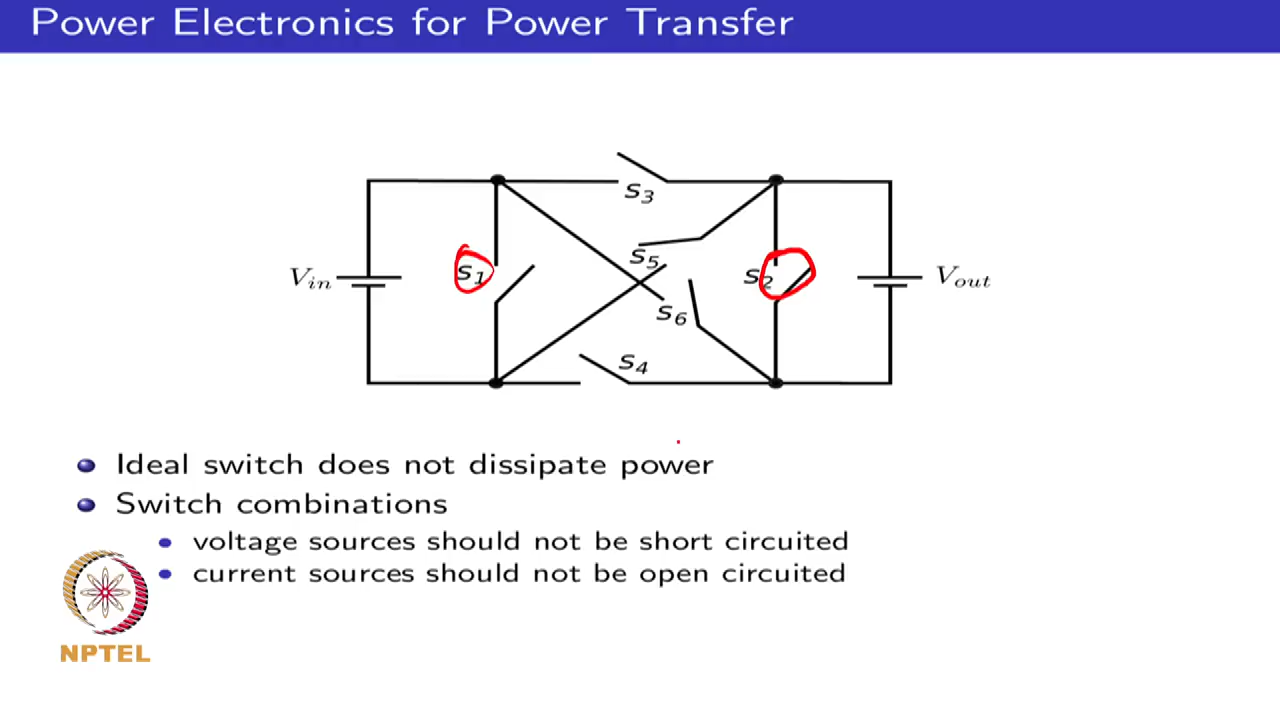 Power Electronics for Power Transfer
S3
S5
S1
S2
Vin
Vout
S6
S4
Ideal switch does not dissipate power
Switch combinations
voltage sources should not be short circuited
current sources should not be open circuited
NPTEL